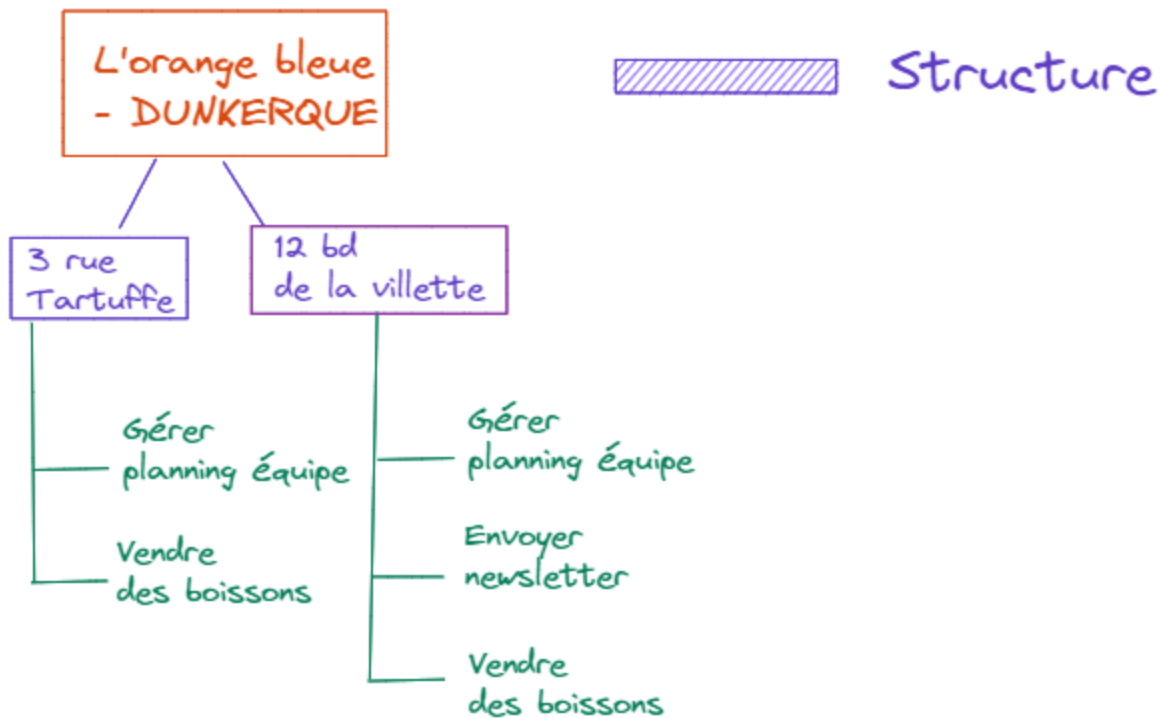 L'orange bleue
- DUNKERQUE
Structure
3 rue
Tartuffe
12 bd
de la villette
Gérer
planning équipe
Vendre
des boissons
Gérer
planning équipe
Envoyer
newsletter
Vendre
des boissons